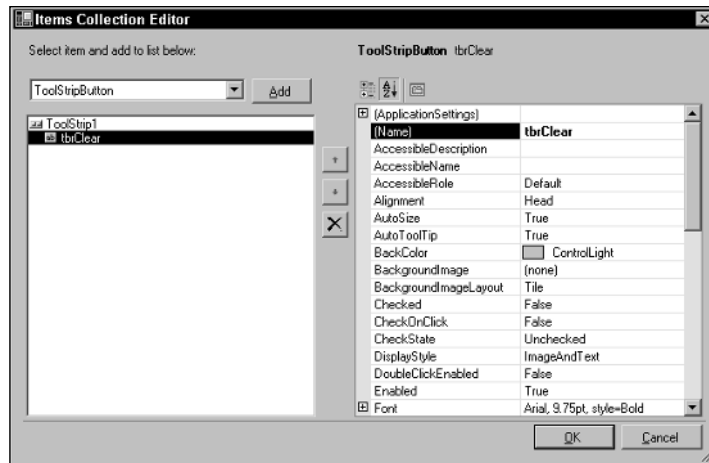 Items Collection Editor
Select item and add to list below:
ToolStripButton
Add
ToolStrip1
tbrClear
ToolStripButton tbrClear
(ApplicationSettings)
(Name) tbrClear
AccessibleDescription
AccessibleName
AccessibleRole Default
Alignment Head
AutoSize True
AutoToolTip True
BackColor ControlLight
BackgroundImage (none)
BackgroundImageLayout Tile
Checked False
CheckOnClick False
CheckState Unchecked
DisplayStyle ImageAndText
DoubleClickEnabled False
Enabled True
Font Arial, 9.75pt, style=Bold
OK
Cancel